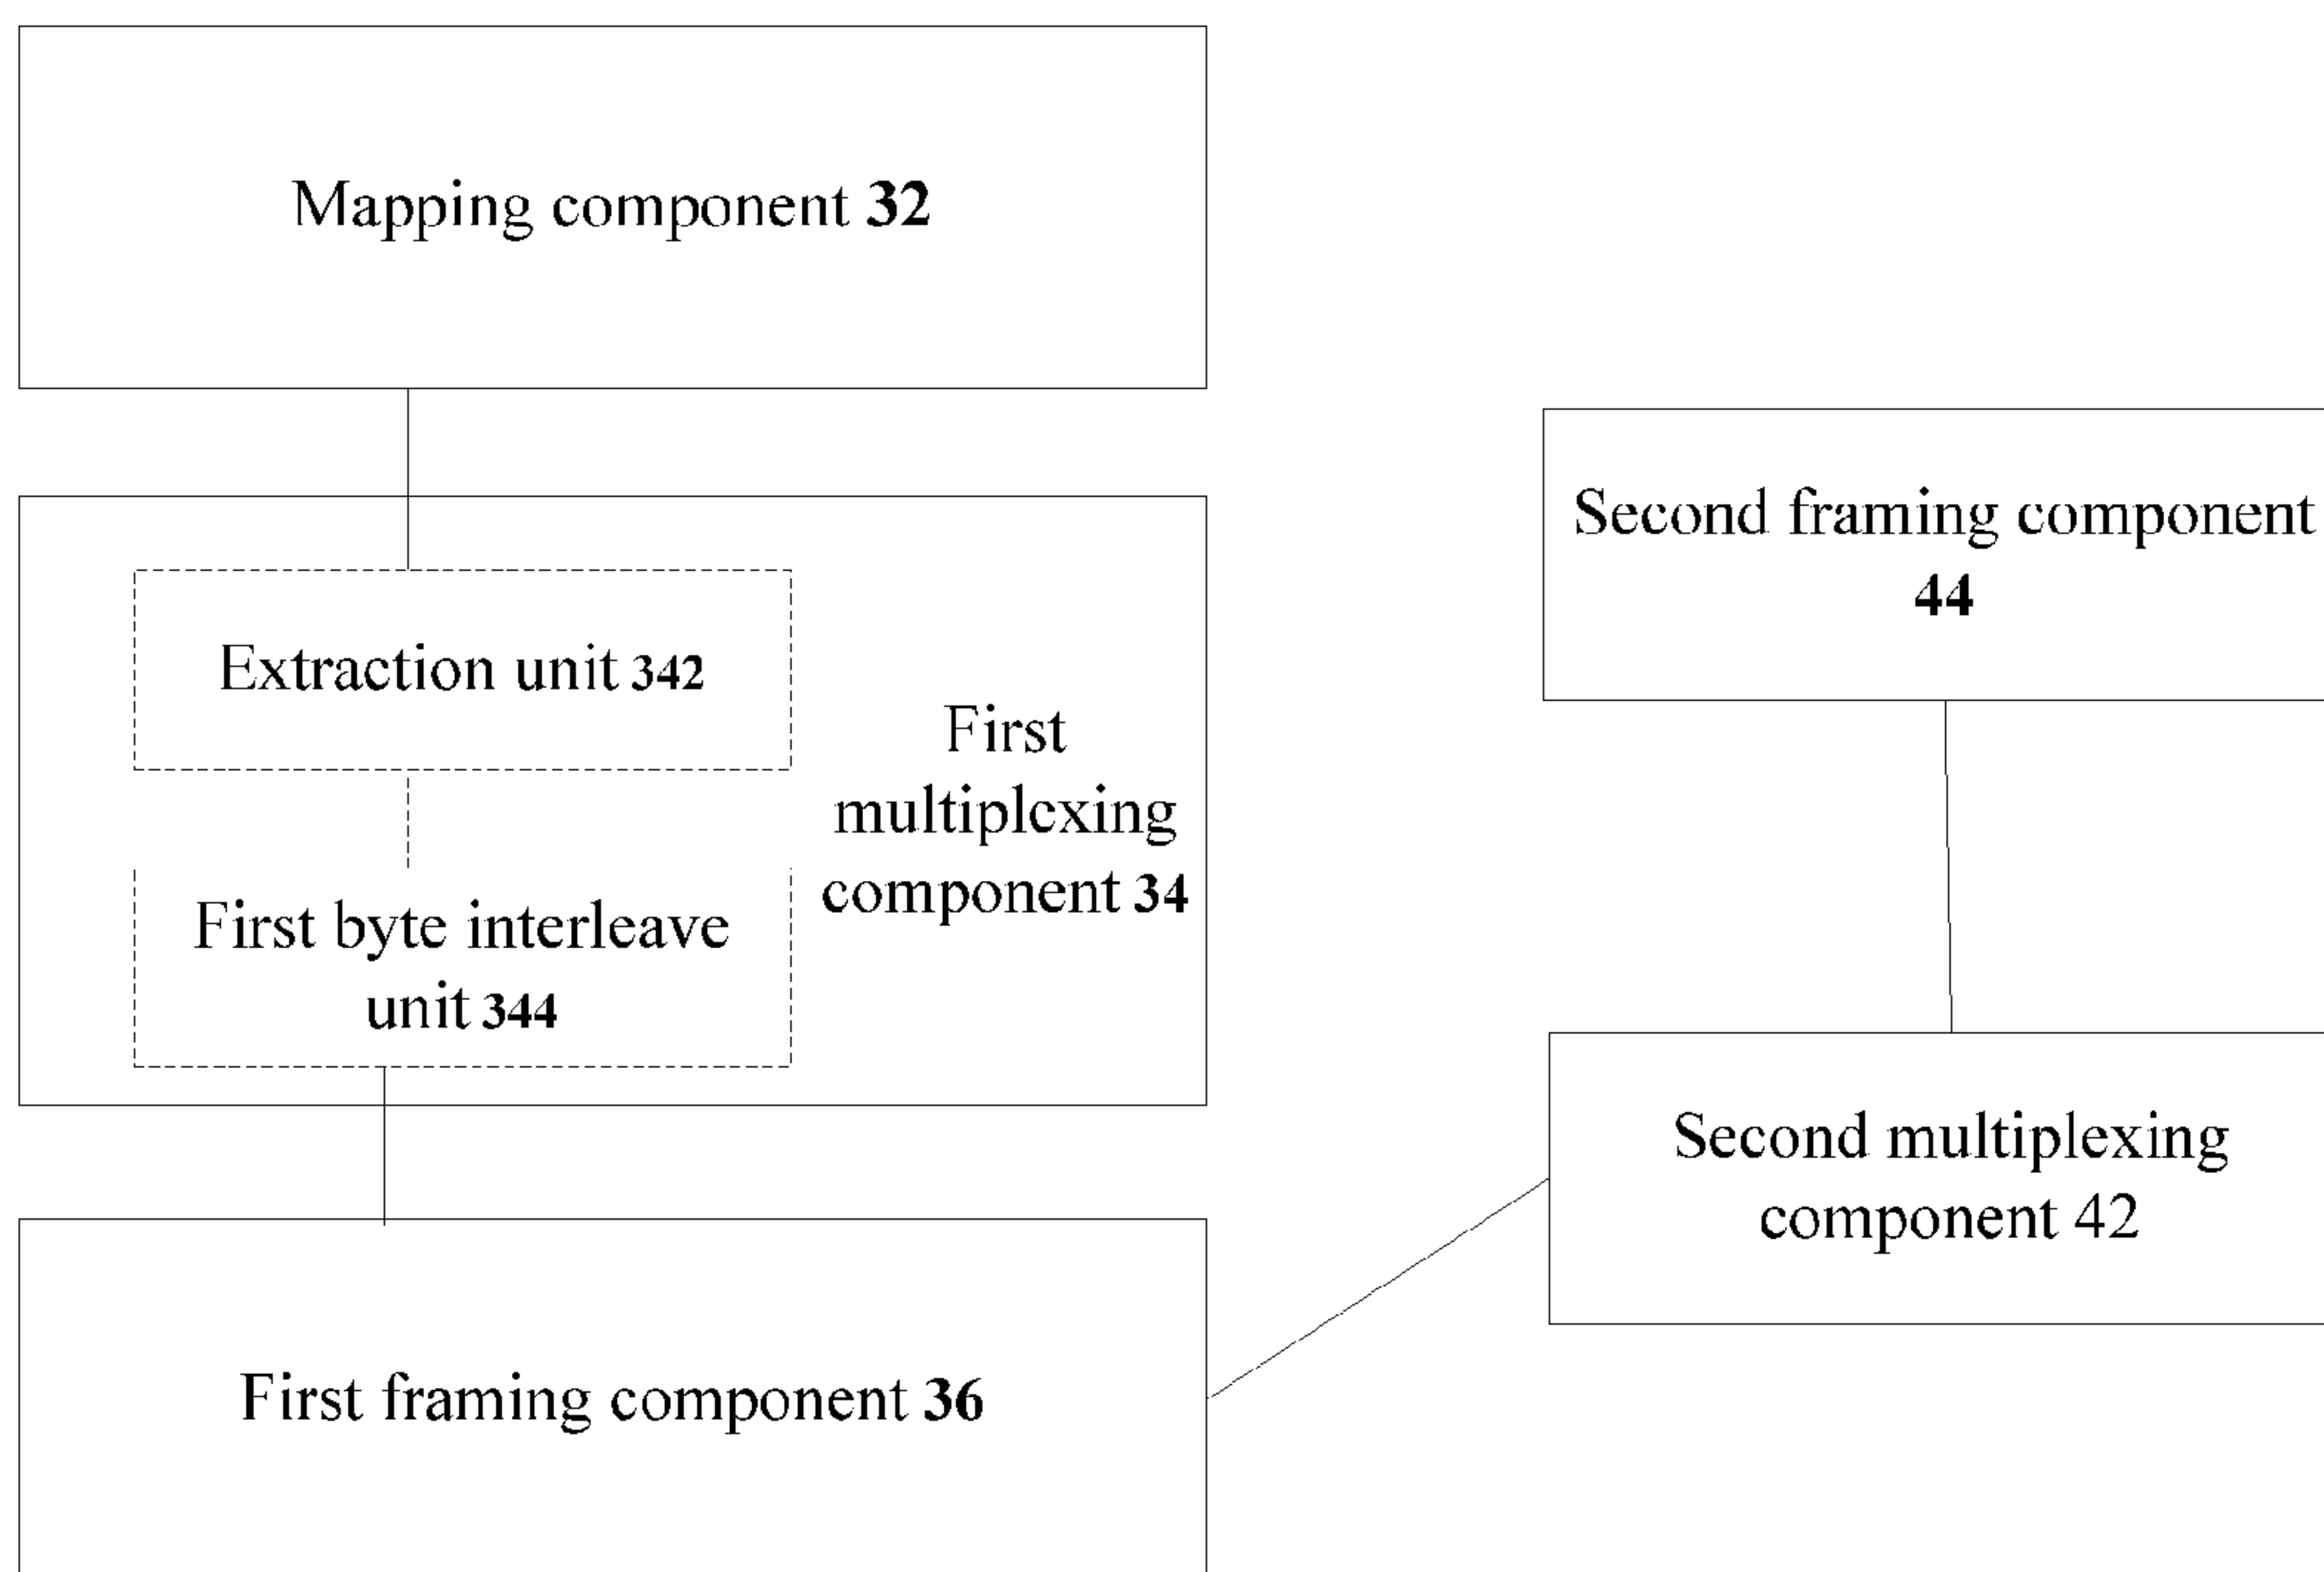 Mapping component 32
Extraction unit 342
First
multiplexing
component 34
First byte interleave
unit 344
First framing component 36
Second framing component
44
Second multiplexing
component 42